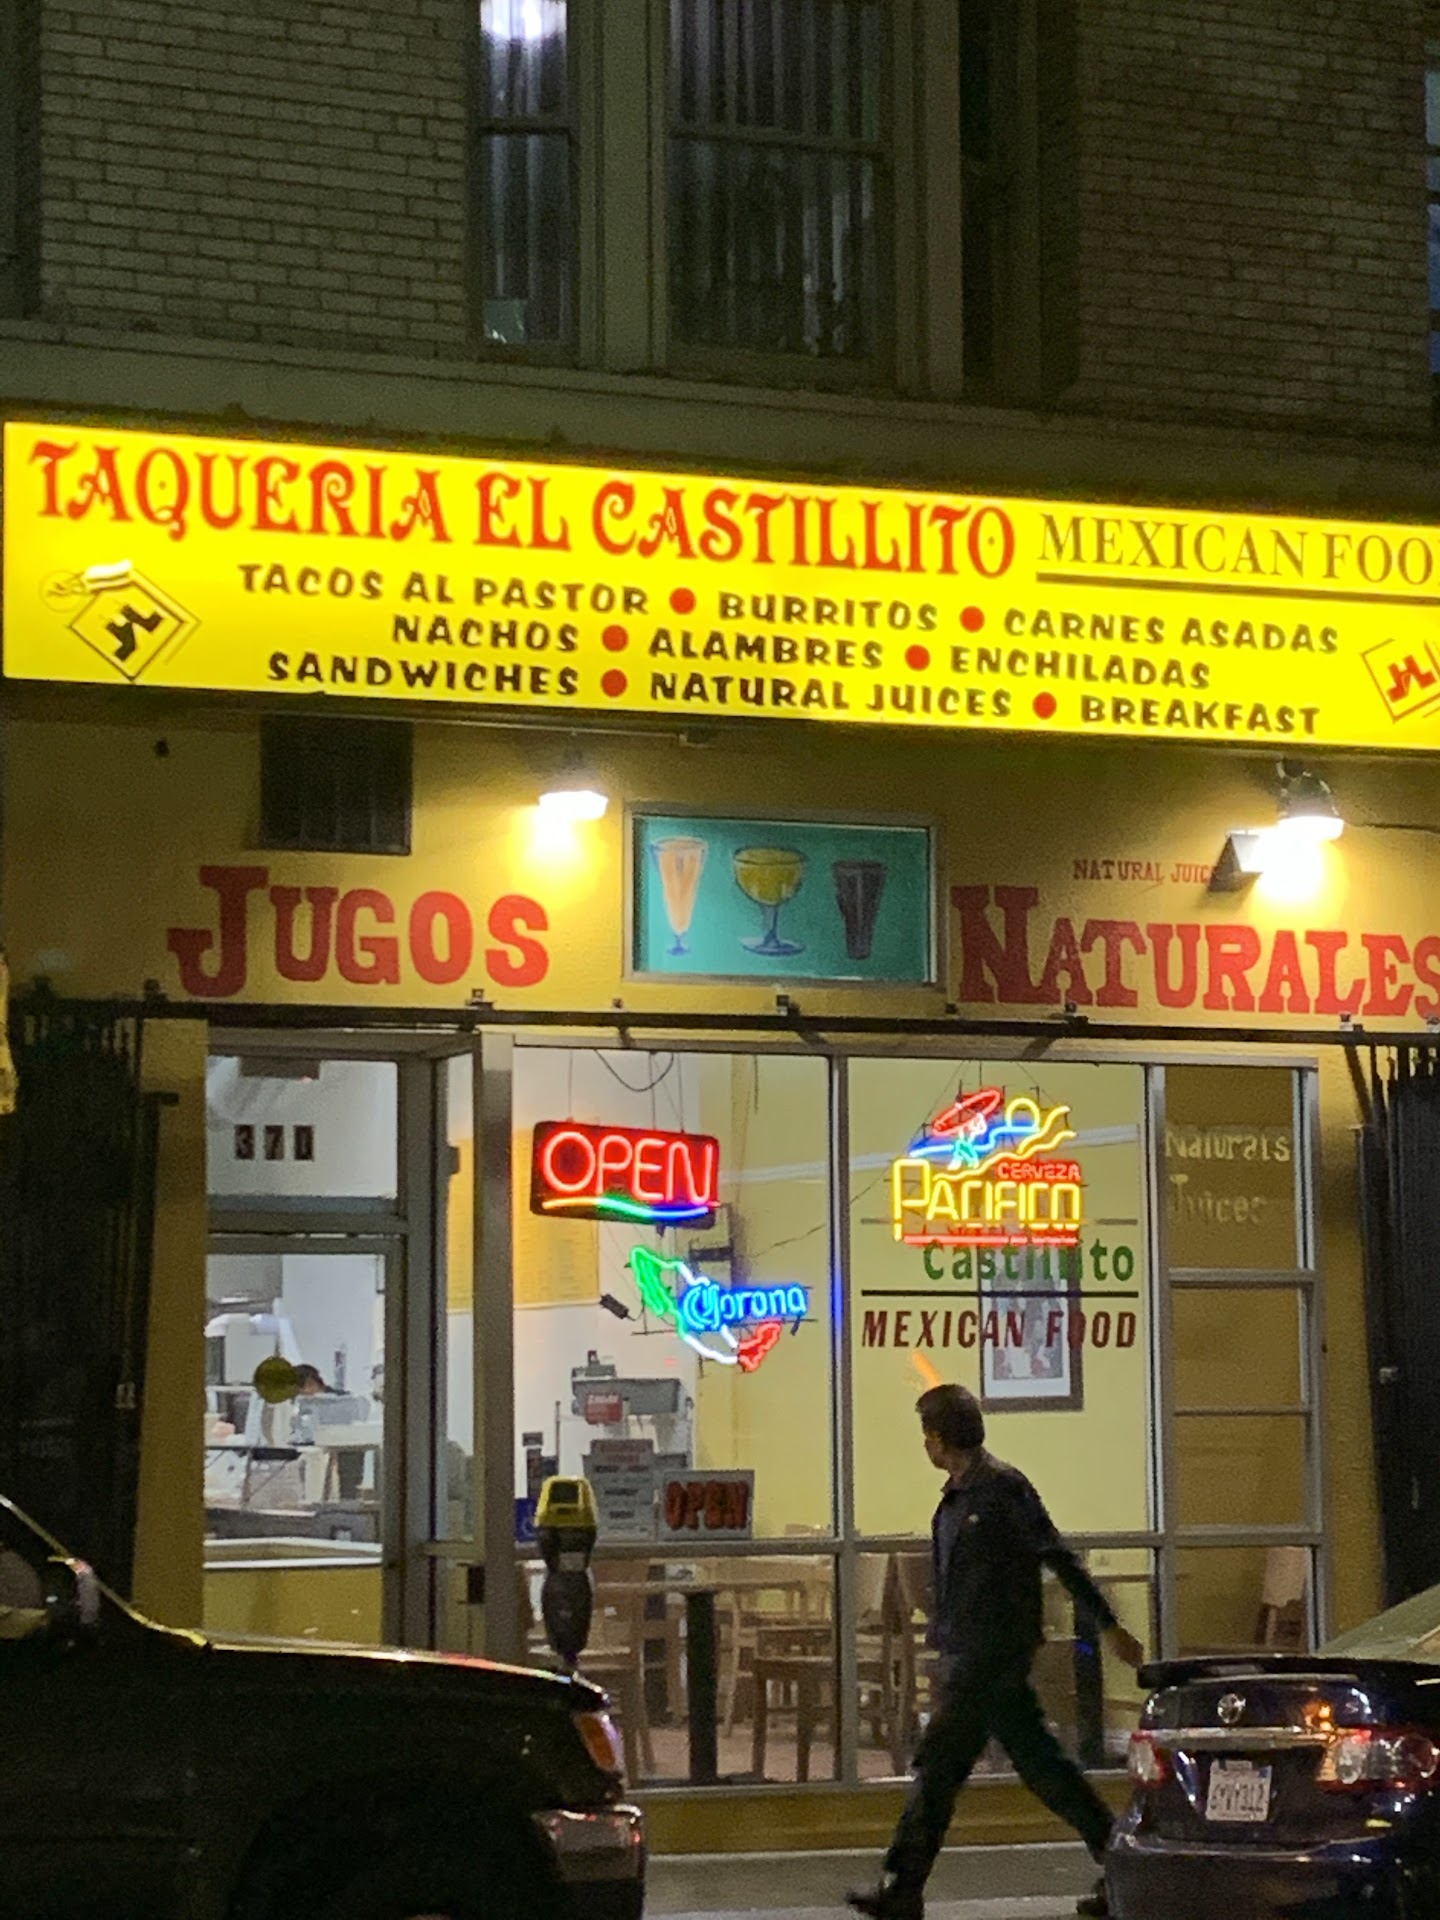 TAQUERIA EL CASTILLITO MEXICAN FOO
TACOS AL PASTOR • BURRITOS • CARNES ASADAS
NACHOS • ALAMBRES • ENCHILADAS
SANDWICHES • NATURAL JUICES • BREAKFAST
NATURAL JUIC
JUGOS NATURALES
370
OPEN
CERVEZA
PACIFICO
Naturals
Juices
Castillito
Corona
MEXICAN FOOD
OPEN